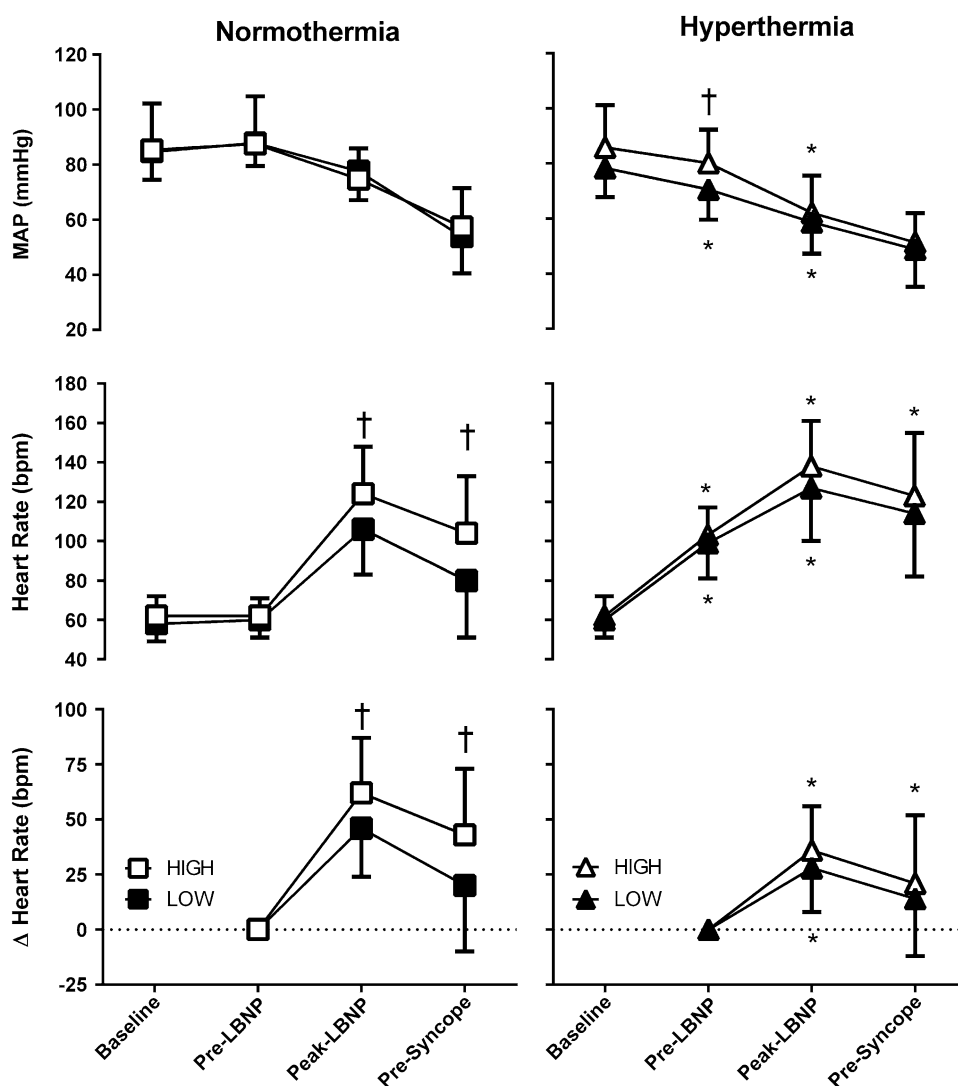 Normothermia
Hyperthermia
MAP (mmHg)
120
100
80
60
40
20
†
*
*
*
Heart Rate (bpm)
180
160
140
120
100
80
60
40
†
†
*
*
*
*
*
Δ Heart Rate (bpm)
100
75
50
25
0
-25
†
†
*
*
*
HIGH
LOW
HIGH
LOW
Baseline
Pre-LBNP
Peak-LBNP
Pre-Syncope
Baseline
Pre-LBNP
Peak-LBNP
Pre-Syncope